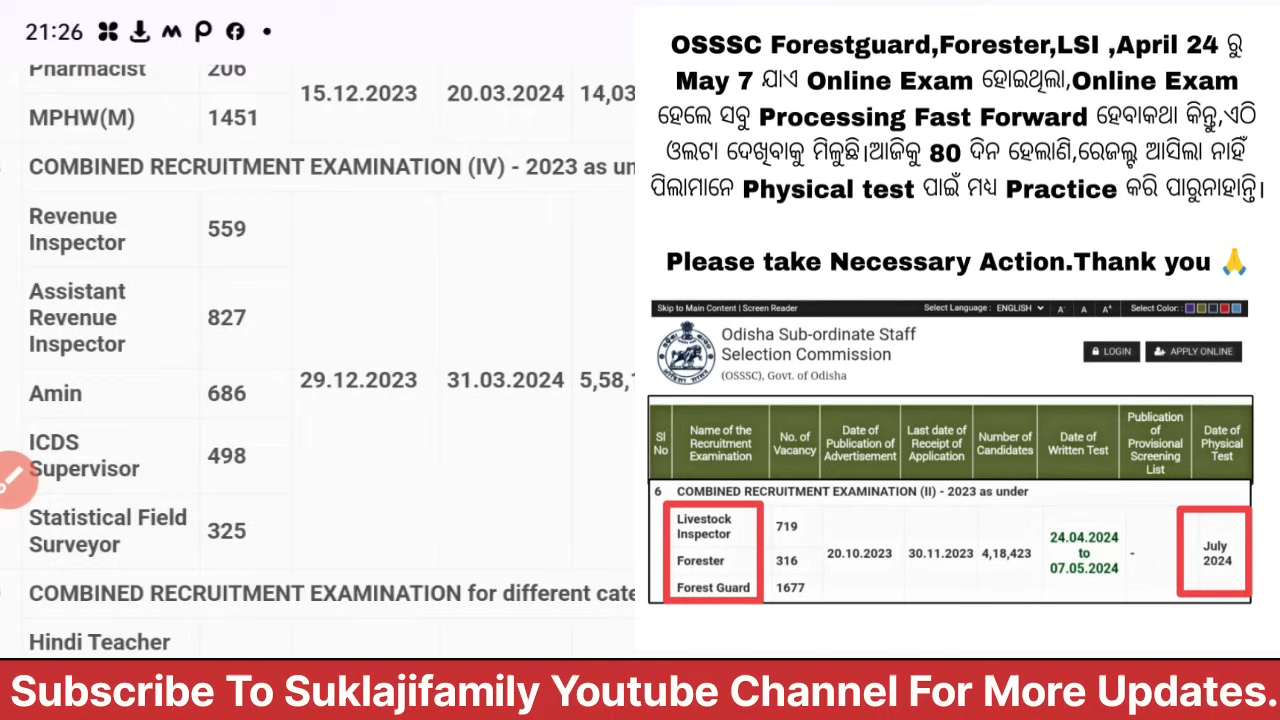 21:26
Pharmacist 206
15.12.2023 20.03.2024 14,03
MPHW(M) 1451
COMBINED RECRUITMENT EXAMINATION (IV) - 2023 as un
Revenue
Inspector
559
Assistant
Revenue
Inspector
827
29.12.2023 31.03.2024 5,58,
Amin 686
ICDS
Supervisor
498
Statistical Field
Surveyor
325
COMBINED RECRUITMENT EXAMINATION for different cate
Hindi Teacher
OSSSC Forestguard,Forester,LSI ,April 24 ରୁ
May 7 ଯାଏ Online Exam ହୋଇଥିଲା,Online Exam
ହେଲେ ସବୁ Processing Fast Forward ହେବାକଥା କିନ୍ତୁ,ଏଠି
ଓଲଟା ଦେଖିବାକୁ ମିଳୁଛି।ଆଜିକୁ 80 ଦିନ ହେଲାଣି,ରେଜଲ୍ଟ ଆସିଲା ନାହିଁ
ପିଲାମାନେ Physical test ପାଇଁ ମଧ୍ୟ Practice କରି ପାରୁନାହାନ୍ତି।
Please take Necessary Action.Thank you 🙏
Skip to Main Content | Screen Reader Select Language : ENGLISH A- A A+ Select Color:
Odisha Sub-ordinate Staff
Selection Commission
(OSSSC), Govt. of Odisha
LOGIN APPLY ONLINE
Sl
No
Name of the
Recruitment
Examination
No. of
Vacancy
Date of
Publication of
Advertisement
Last date of
Receipt of
Application
Number of
Candidates
Date of
Written Test
Publication
of
Provisional
Screening
List
Date of
Physical
Test
6 COMBINED RECRUITMENT EXAMINATION (II) - 2023 as under
Livestock
Inspector
719
Forester 316
Forest Guard 1677
20.10.2023 30.11.2023 4,18,423
24.04.2024
to
07.05.2024
-
July
2024
Subscribe To Suklajifamily Youtube Channel For More Updates.